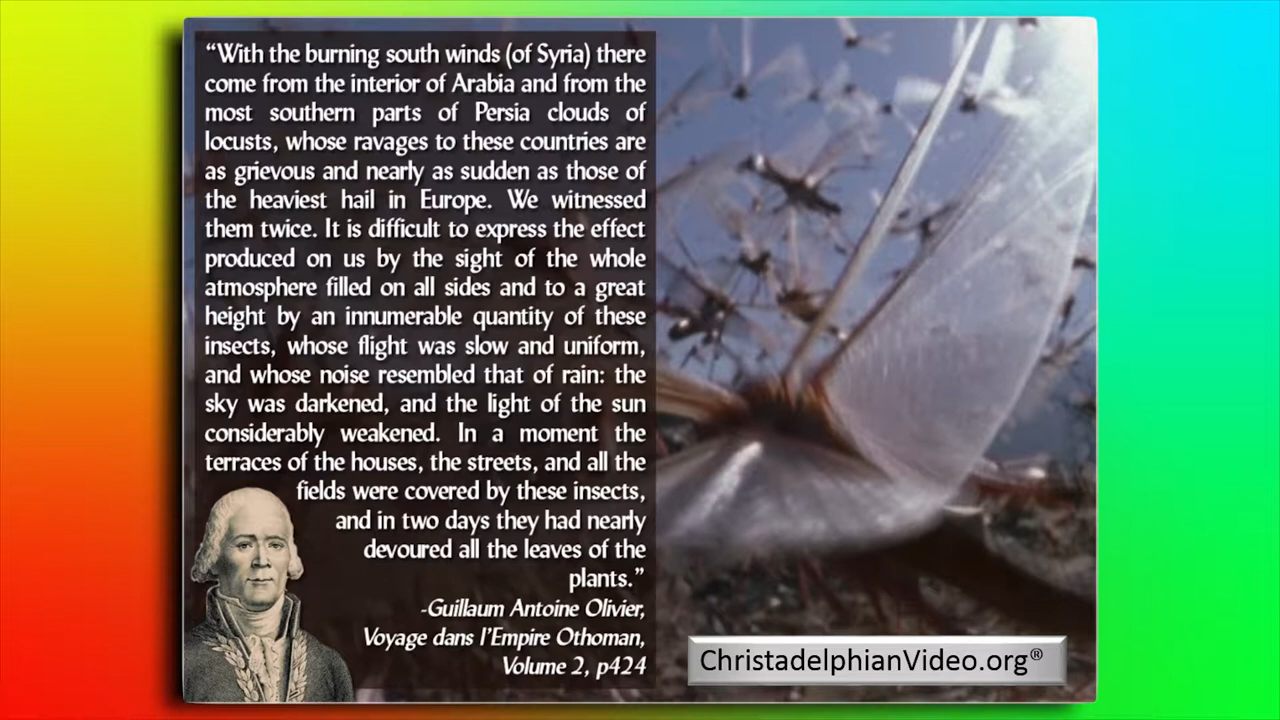 “With the burning south winds (of Syria) there
come from the interior of Arabia and from the
most southern parts of Persia clouds of
locusts, whose ravages to these countries are
as grievous and nearly as sudden as those of
the heaviest hail in Europe. We witnessed
them twice. It is difficult to express the effect
produced on us by the sight of the whole
atmosphere filled on all sides and to a great
height by an innumerable quantity of these
insects, whose flight was slow and uniform,
and whose noise resembled that of rain: the
sky was darkened, and the light of the sun
considerably weakened. In a moment the
terraces of the houses, the streets, and all the
fields were covered by these insects,
and in two days they had nearly
devoured all the leaves of the
plants.”
-Guillaum Antoine Olivier,
Voyage dans l’Empire Othoman,
Volume 2, p424
ChristadelphianVideo.org®